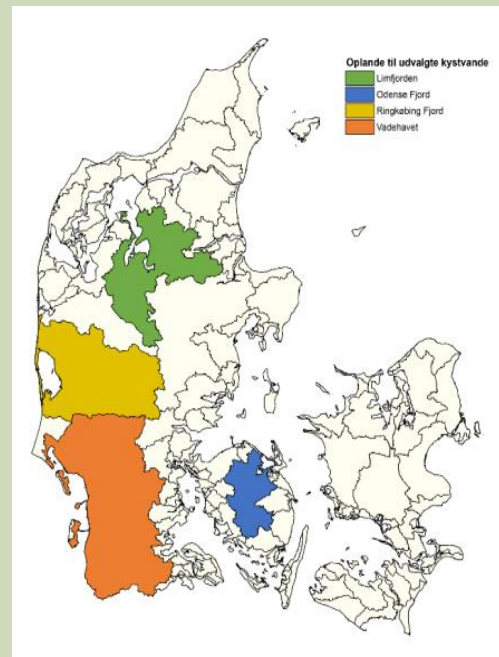 Oplande til udvalgte kystvande
Limfjorden
Odense Fjord
Ringkøbing Fjord
Vadehavet